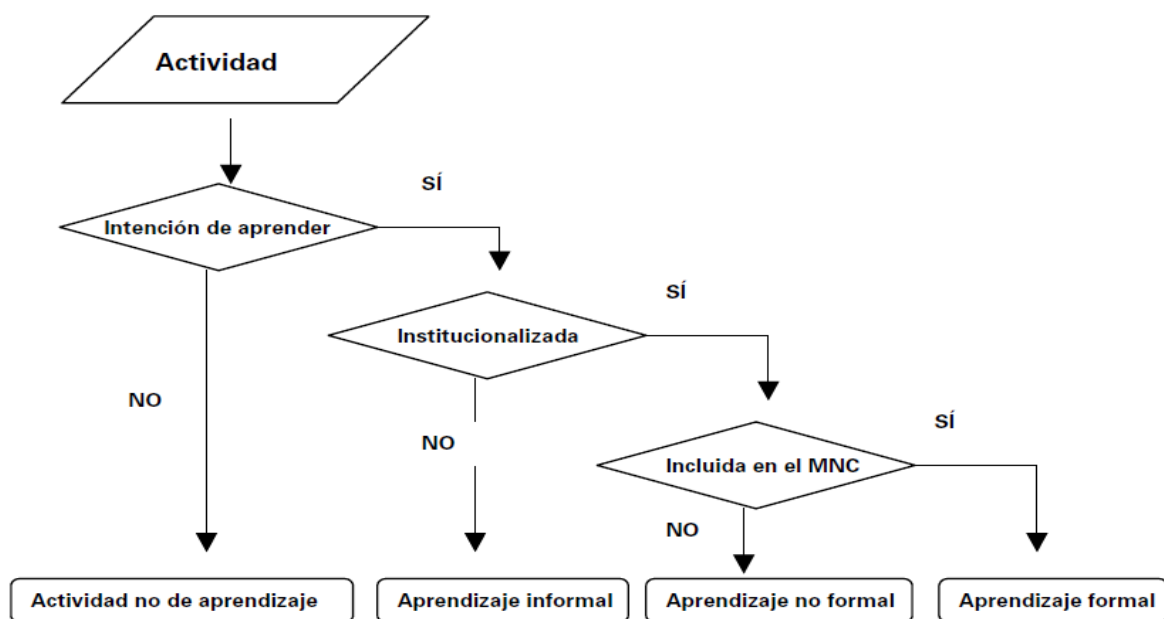 Actividad
SÍ
Intención de aprender
SÍ
Institucionalizada
NO
SÍ
NO
Incluida en el MNC
NO
Actividad no de aprendizaje
Aprendizaje informal
Aprendizaje no formal
Aprendizaje formal